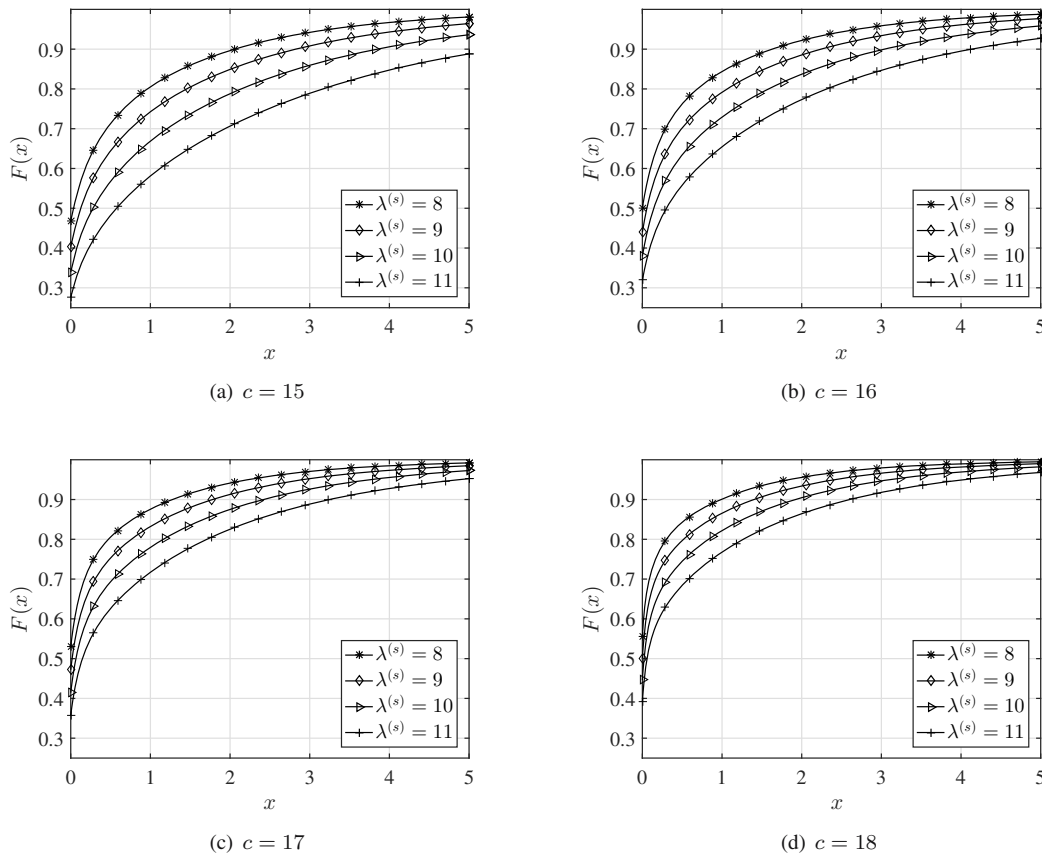 F(x)
0.9
0.8
0.7
0.6
0.5
0.4
0.3
0 1 2 3 4 5
x
λ(s) = 8
λ(s) = 9
λ(s) = 10
λ(s) = 11
(a) c = 15
F(x)
0.9
0.8
0.7
0.6
0.5
0.4
0.3
0 1 2 3 4 5
x
λ(s) = 8
λ(s) = 9
λ(s) = 10
λ(s) = 11
(b) c = 16
F(x)
0.9
0.8
0.7
0.6
0.5
0.4
0.3
0 1 2 3 4 5
x
λ(s) = 8
λ(s) = 9
λ(s) = 10
λ(s) = 11
(c) c = 17
F(x)
0.9
0.8
0.7
0.6
0.5
0.4
0.3
0 1 2 3 4 5
x
λ(s) = 8
λ(s) = 9
λ(s) = 10
λ(s) = 11
(d) c = 18